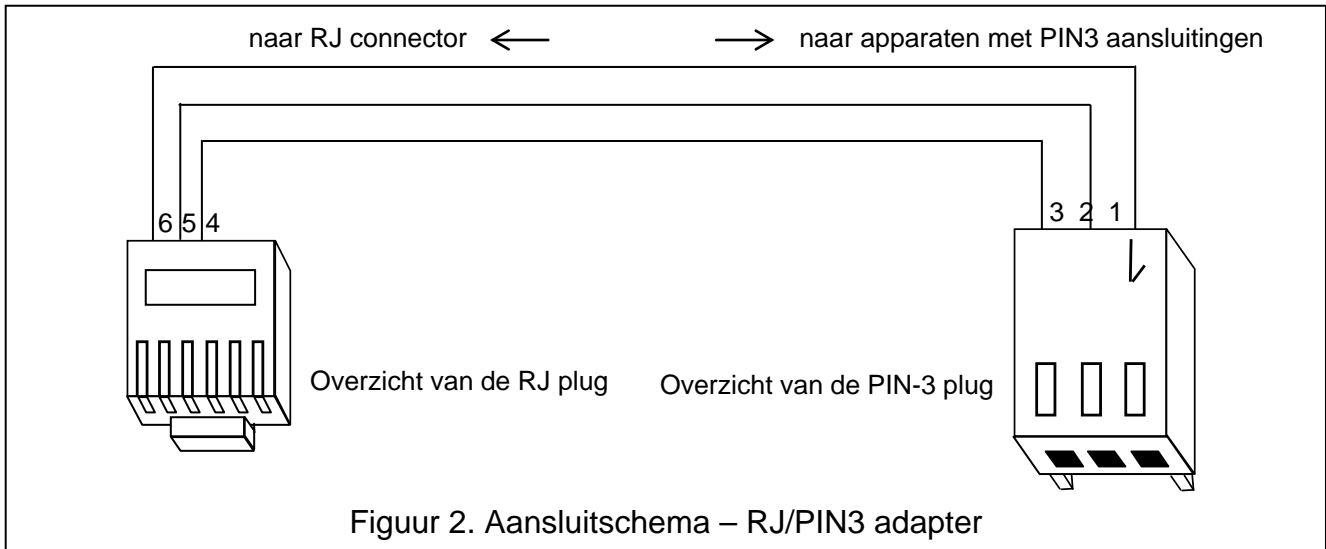 naar RJ connector
naar apparaten met PIN3 aansluitingen
6 5 4
3 2 1
Overzicht van de RJ plug
Overzicht van de PIN-3 plug
Figuur 2. Aansluitschema – RJ/PIN3 adapter